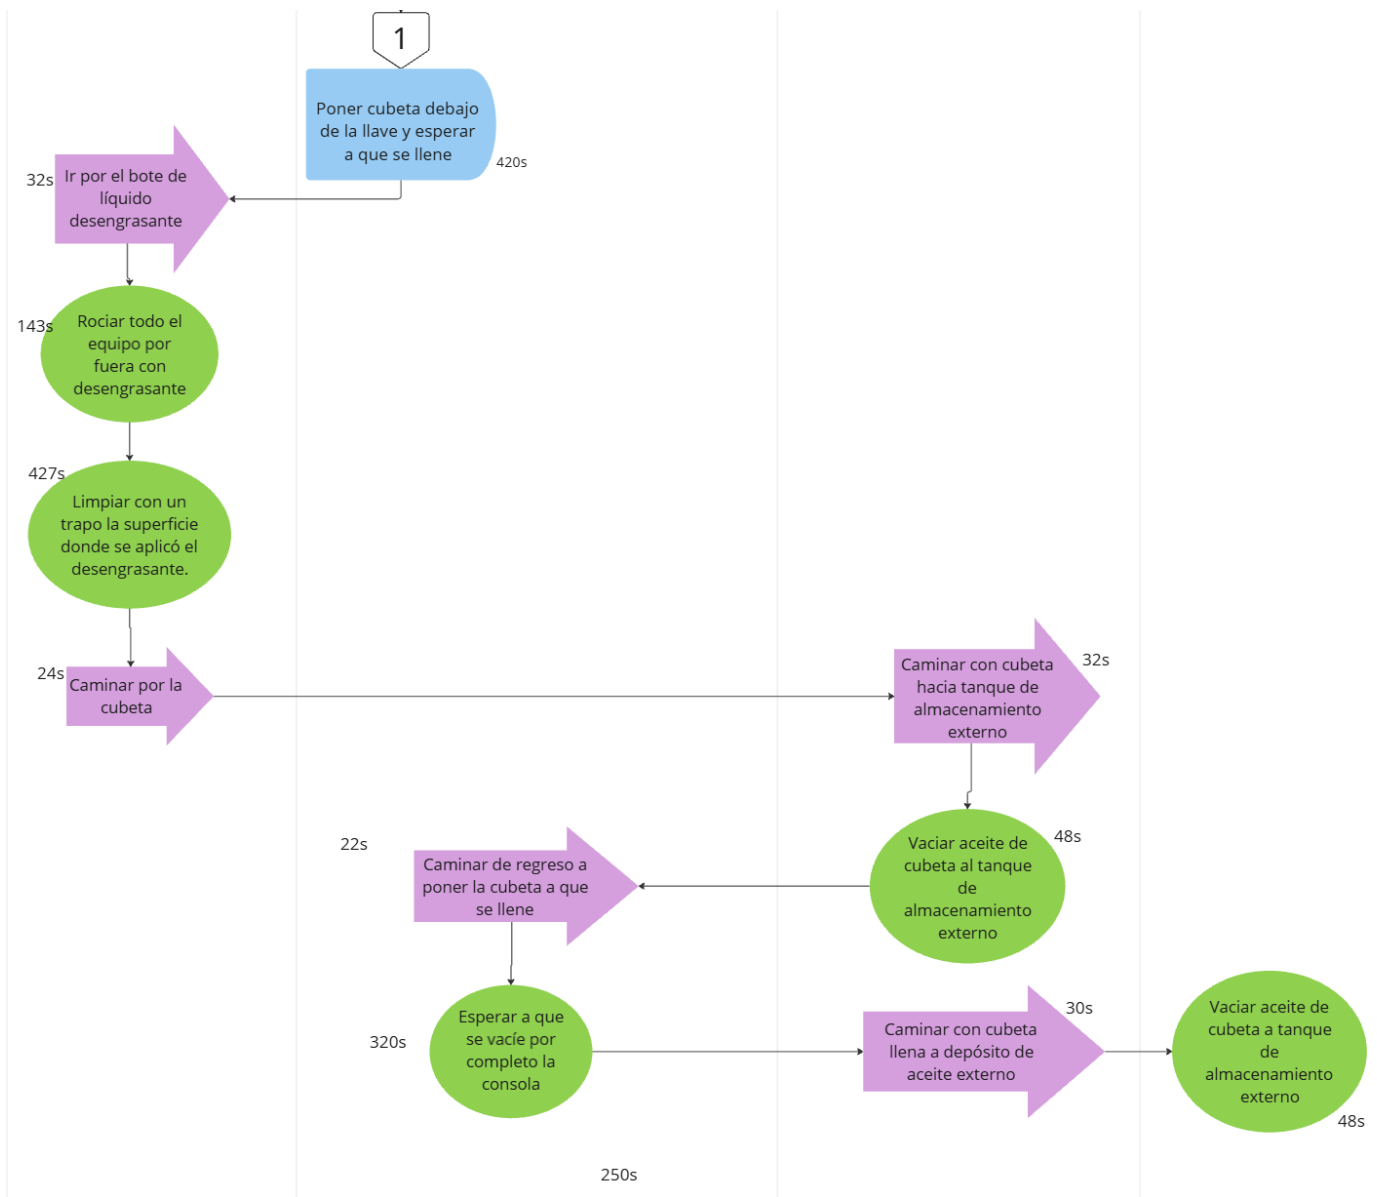 1
Poner cubeta debajo
de la llave y esperar
a que se llene
420s
32s
Ir por el bote de
líquido
desengrasante
143s
Rociar todo el
equipo por
fuera con
desengrasante
427s
Limpiar con un
trapo la superficie
donde se aplicó el
desengrasante.
24s
Caminar por la
cubeta
Caminar con cubeta
hacia tanque de
almacenamiento
externo
32s
Vaciar aceite de
cubeta al tanque
de
almacenamiento
externo
48s
22s
Caminar de regreso a
poner la cubeta a que
se llene
320s
Esperar a que
se vacíe por
completo la
consola
Caminar con cubeta
llena a depósito de
aceite externo
30s
Vaciar aceite de
cubeta a tanque
de
almacenamiento
externo
48s
250s